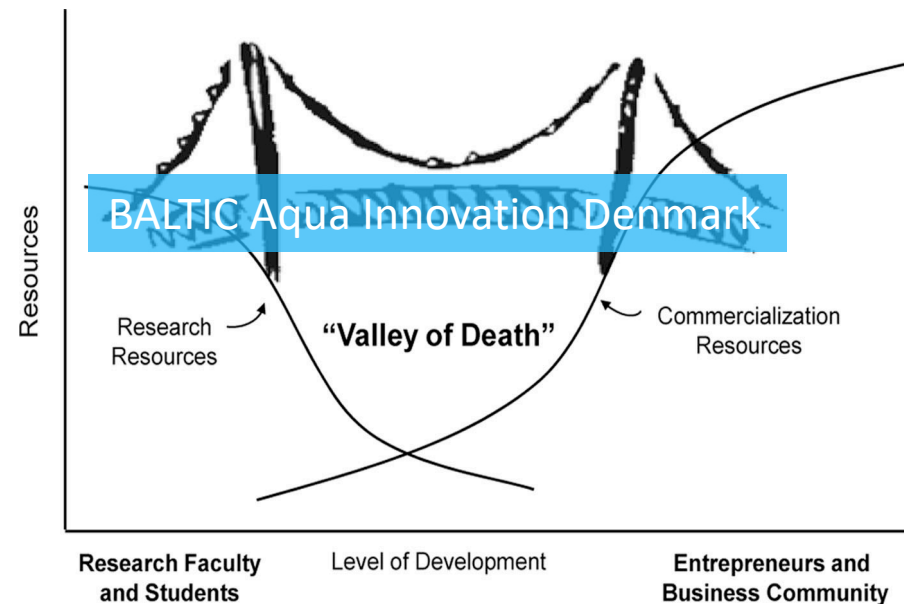 BALTIC Aqua Innovation Denmark
Resources
Research
Resources
“Valley of Death”
Commercialization
Resources
Research Faculty
and Students
Level of Development
Entrepreneurs and
Business Community